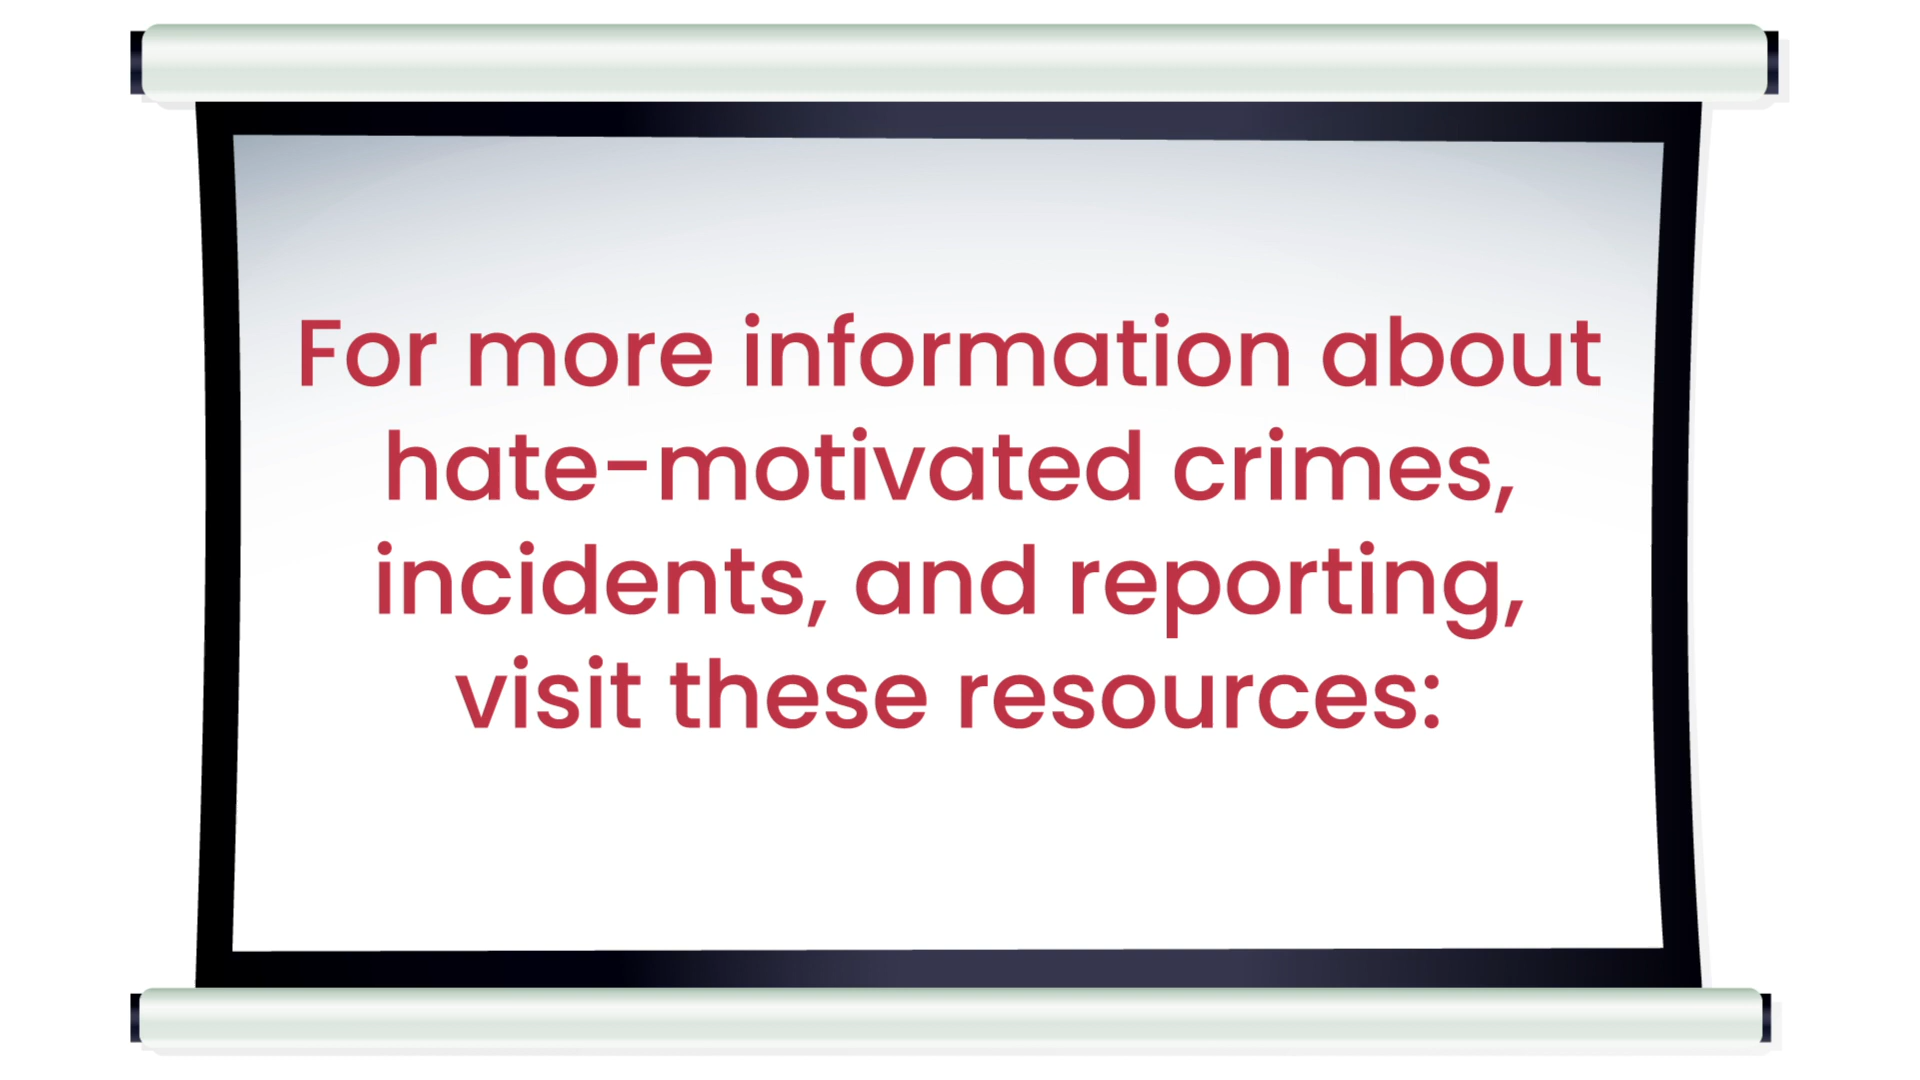 For more information about
hate-motivated crimes,
incidents, and reporting,
visit these resources: